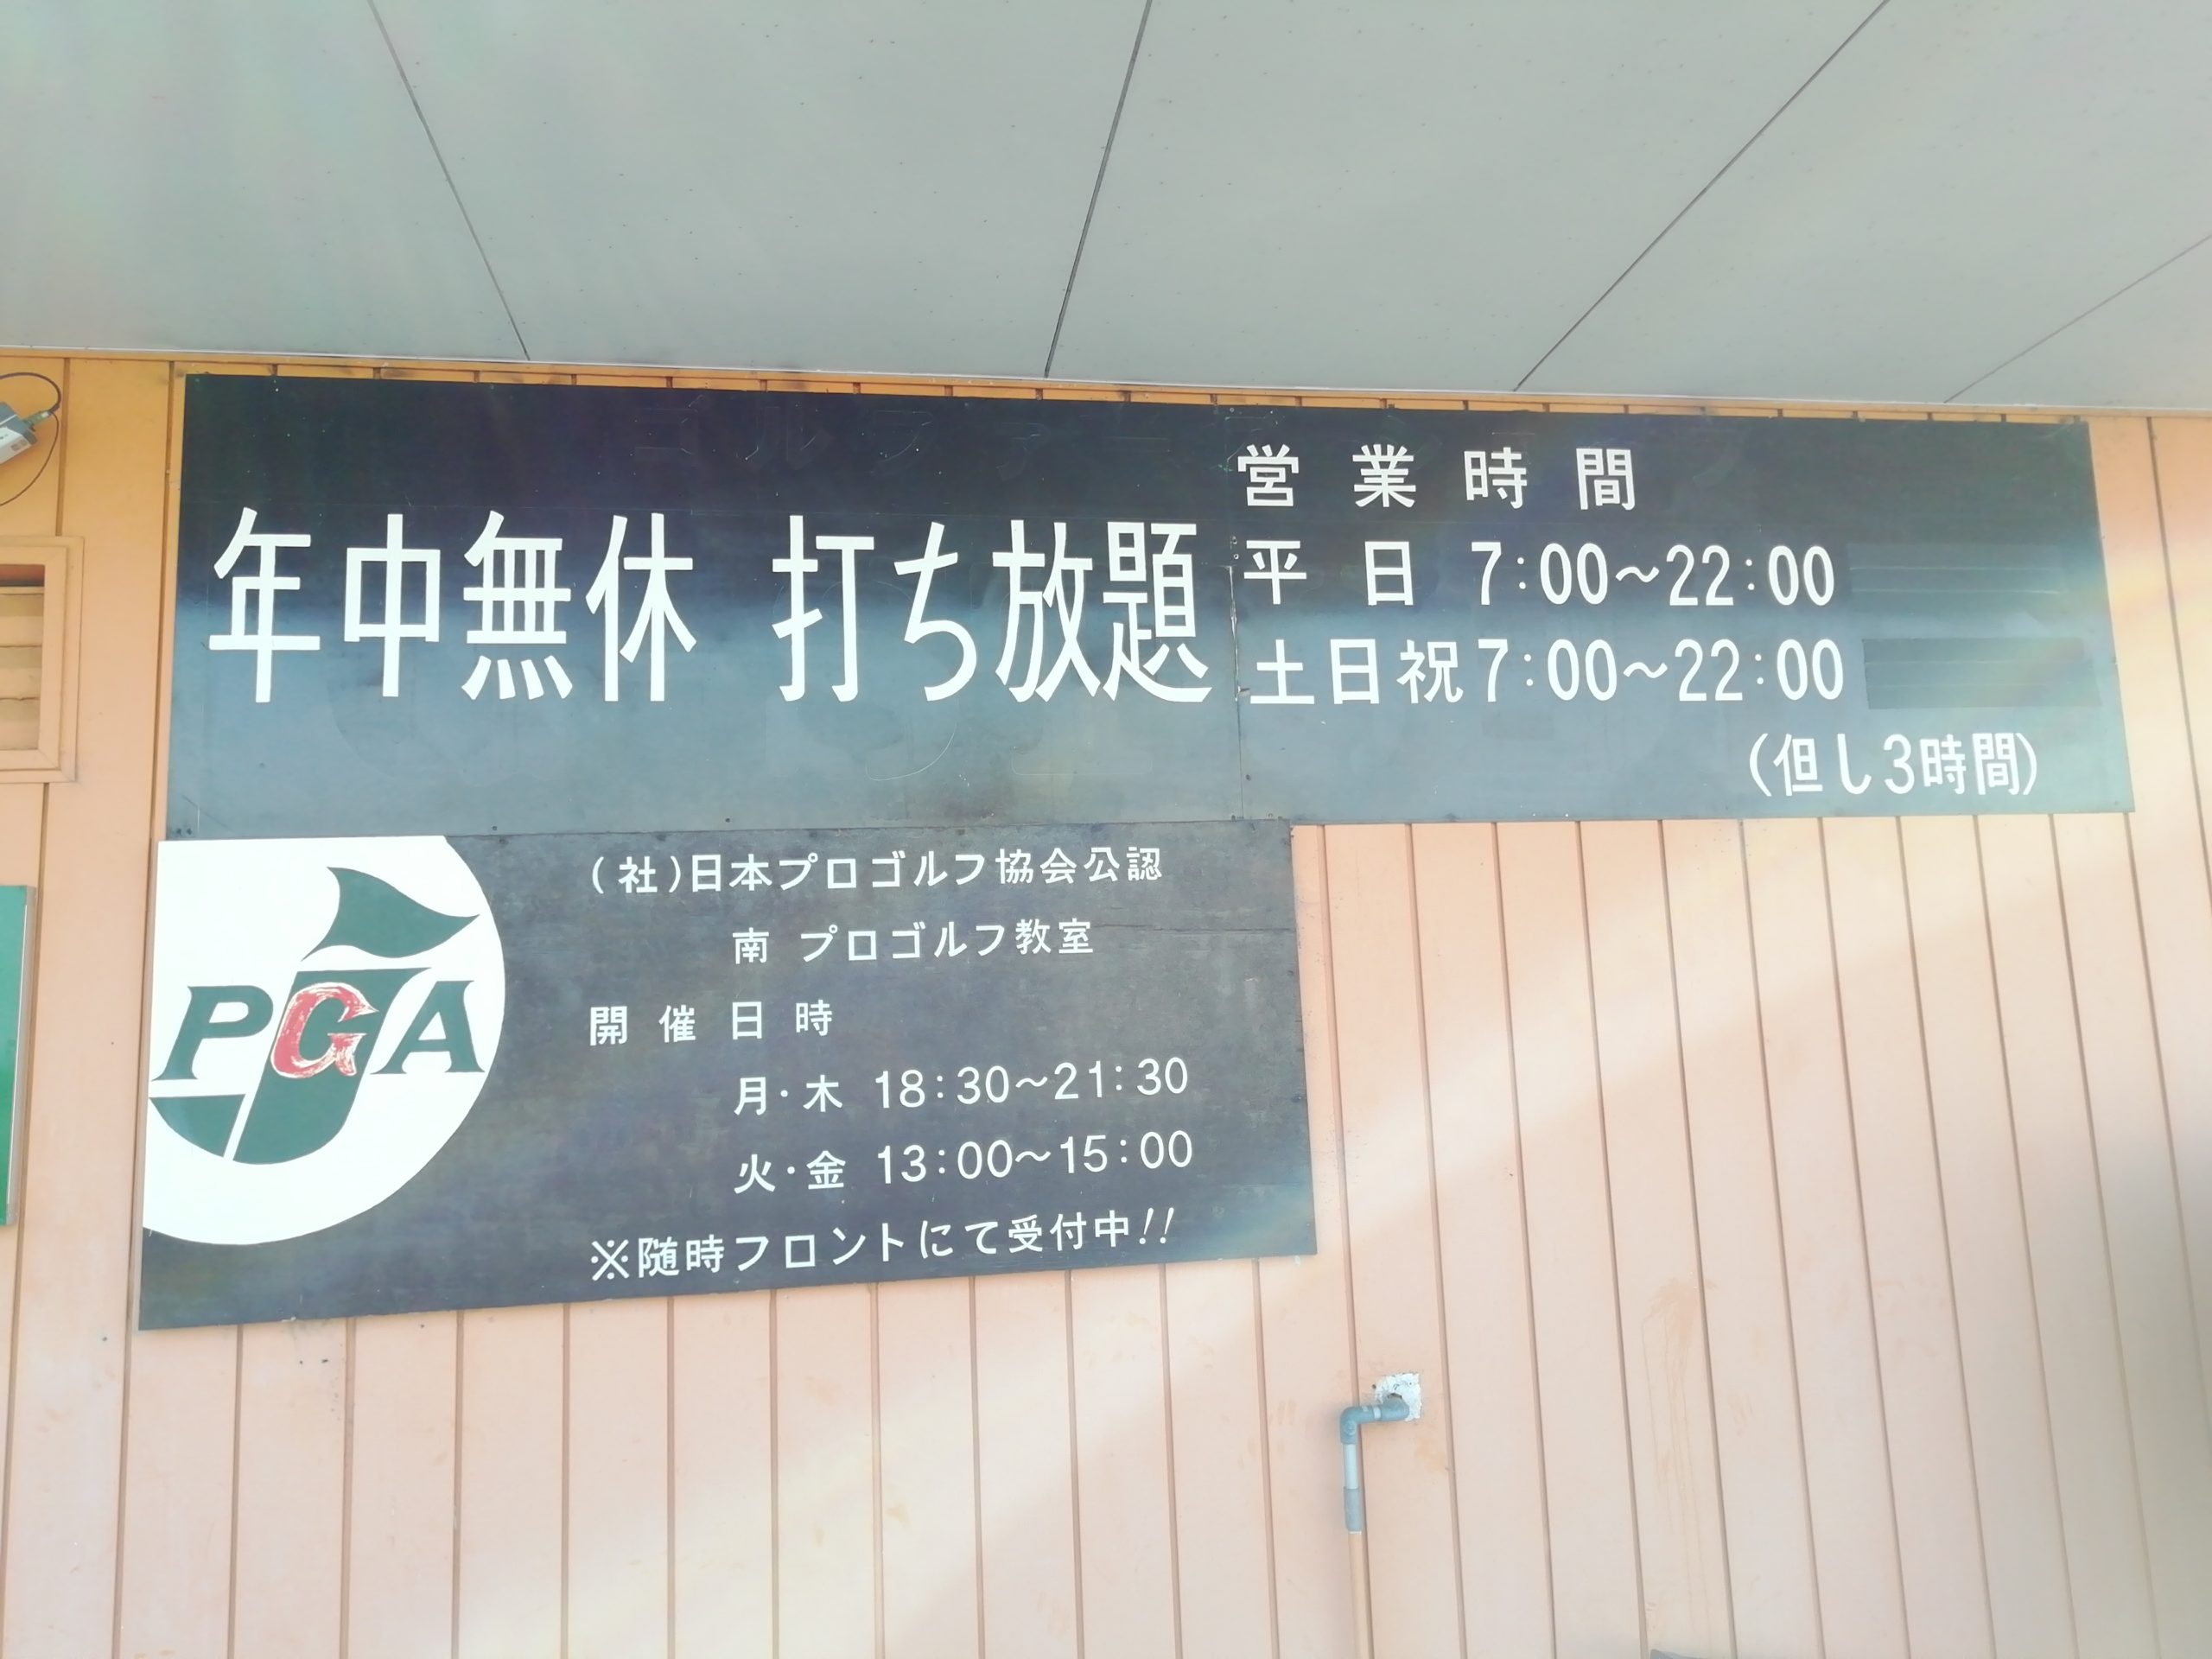 年中無休 打ち放題
営業時間
平日 7:00～22:00
土日祝 7:00～22:00
(但し3時間)
PGA
(社)日本プロゴルフ協会公認
南 プロゴルフ教室
開催日時
月・木 18:30～21:30
火・金 13:00～15:00
※随時フロントにて受付中!!